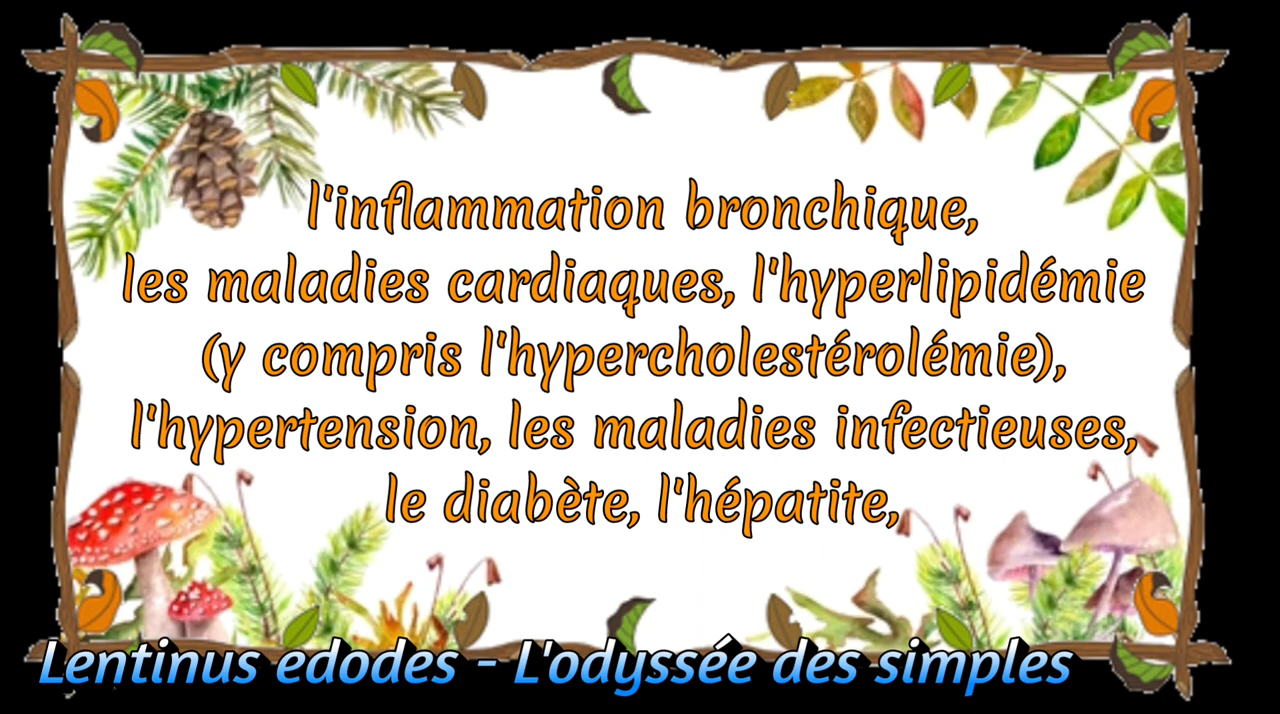 l'inflammation bronchique,
les maladies cardiaques, l'hyperlipidémie
(y compris l'hypercholestérolémie),
l'hypertension, les maladies infectieuses,
le diabète, l'hépatite,
Lentinus edodes - L'odyssée des simples